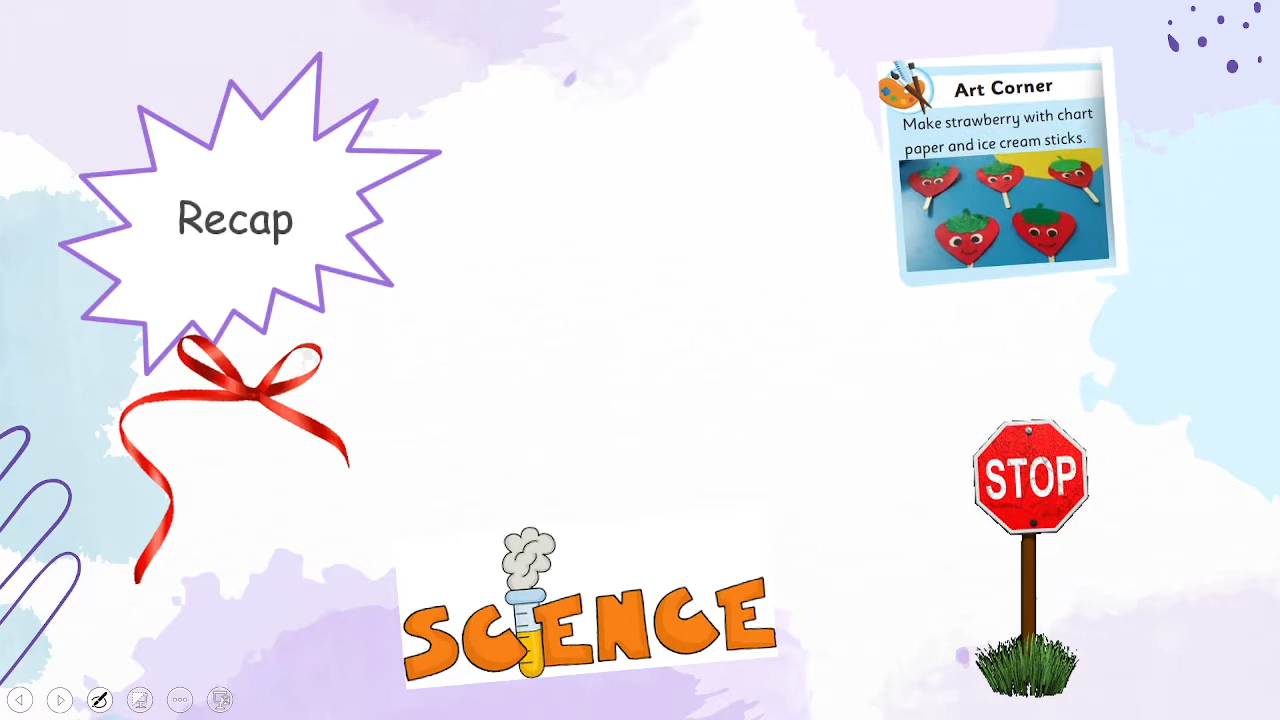 Recap
Art Corner
Make strawberry with chart
paper and ice cream sticks.
STOP
SCIENCE